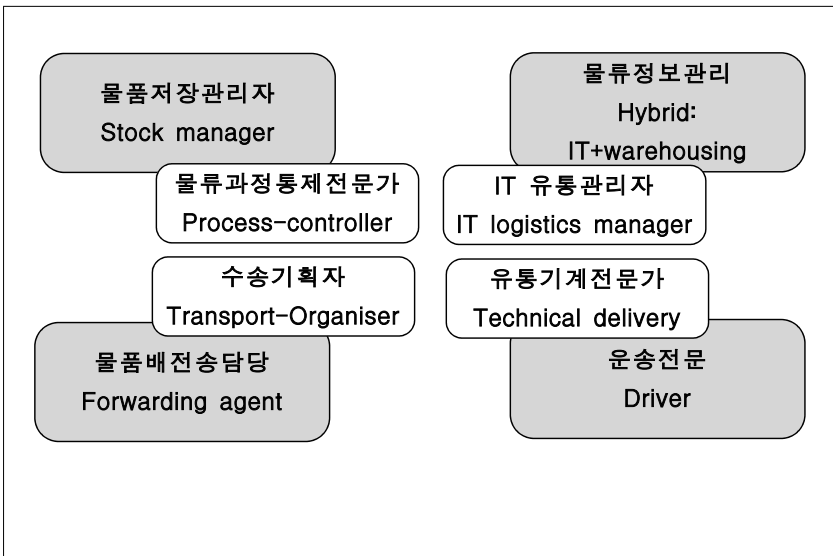 물품저장관리자
Stock manager
물류정보관리
Hybrid:
IT+warehousing
물류과정통제전문가
Process-controller
IT 유통관리자
IT logistics manager
수송기획자
Transport-Organiser
유통기계전문가
Technical delivery
물품배전송담당
Forwarding agent
운송전문
Driver